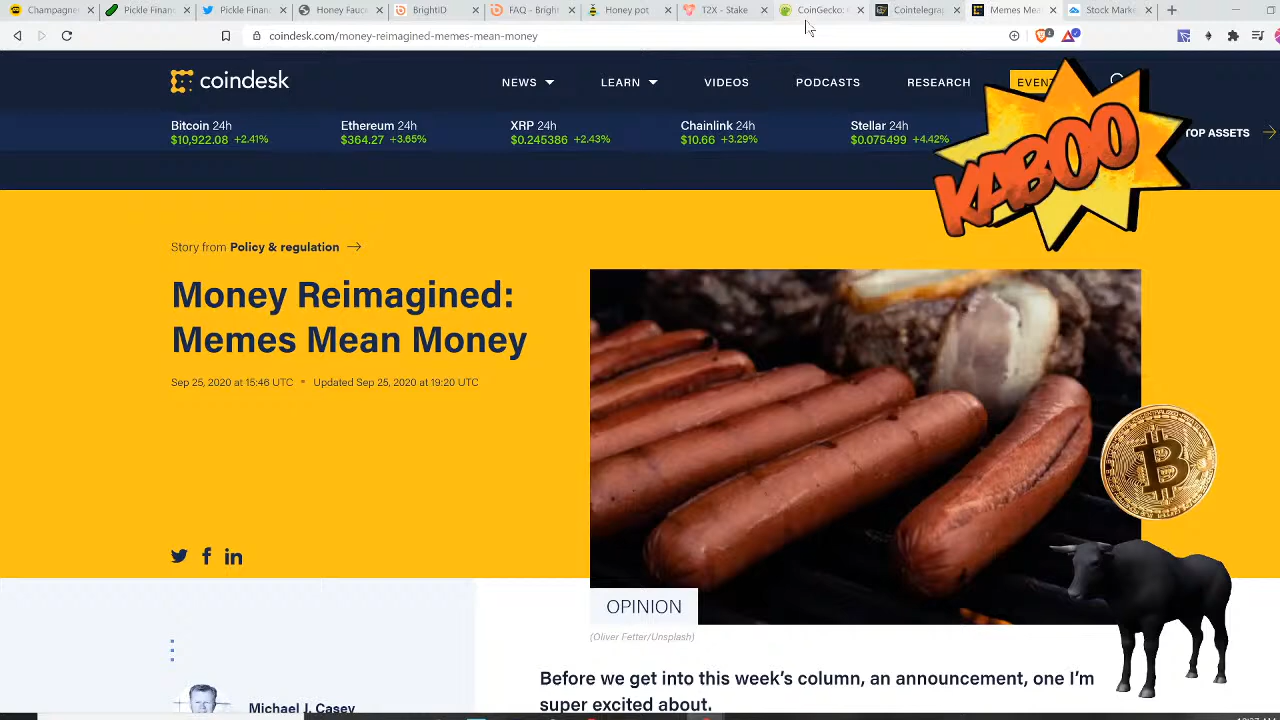 Champagne
Pickle Finan
Pickle Finan
Honey Fauc
BrightID
FAQ - Brigh
Honey pot
T2X - Stake
CoinGecko:
Cointelegra
Memes Mea
Stock Marke
coindesk.com/money-reimagined-memes-mean-money
coindesk
NEWS
LEARN
VIDEOS
PODCASTS
RESEARCH
EVENT
Bitcoin 24h
$10,922.08 +2.41%
Ethereum 24h
$364.27 +3.65%
XRP 24h
$0.245386 +2.43%
Chainlink 24h
$10.66 +3.29%
Stellar 24h
$0.075499 +4.42%
TOP ASSETS
KABOO
Story from Policy & regulation
Money Reimagined:
Memes Mean Money
Sep 25, 2020 at 15:46 UTC
Updated Sep 25, 2020 at 19:20 UTC
OPINION
(Oliver Fetter/Unsplash)
Before we get into this week's column, an announcement, one I'm
super excited about.
Michael J. Casey